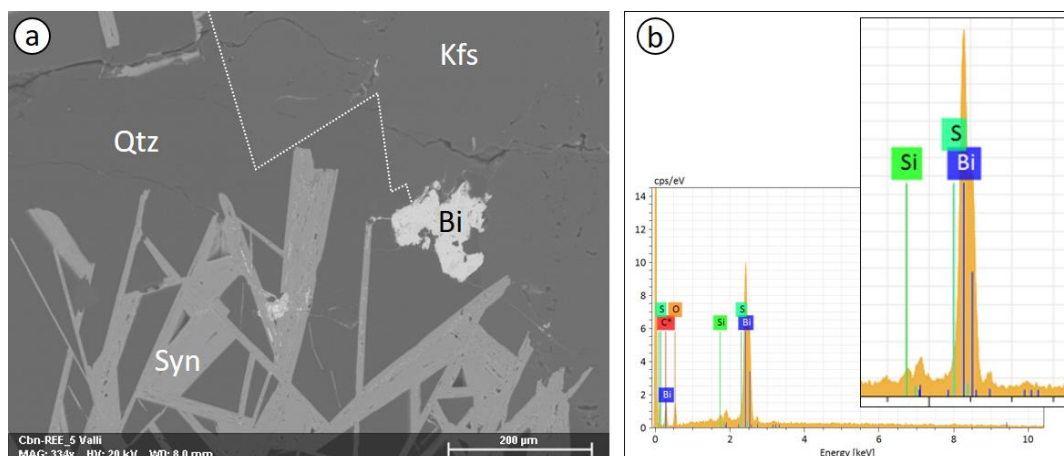 a
Kfs
Qtz
Bi
Syn
Cbn-REE_5 Valli
MAG: 334x HV: 20 kV WD: 8.0 mm
200 µm
b
cps/eV
14
12
10
8
6
4
2
0
S
O
C*
Bi
Si
S
Bi
0 2 4 6 8 10
Energy [keV]
Si
S
Bi